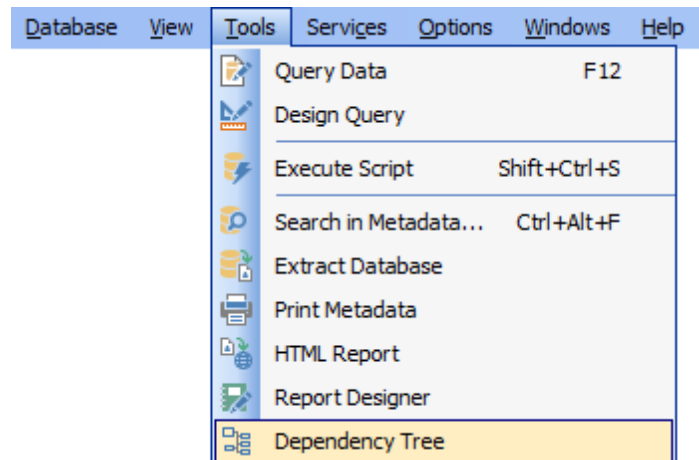 Database View Tools Services Options Windows Help
Query Data F12
Design Query
Execute Script Shift+Ctrl+S
Search in Metadata... Ctrl+Alt+F
Extract Database
Print Metadata
HTML Report
Report Designer
Dependency Tree